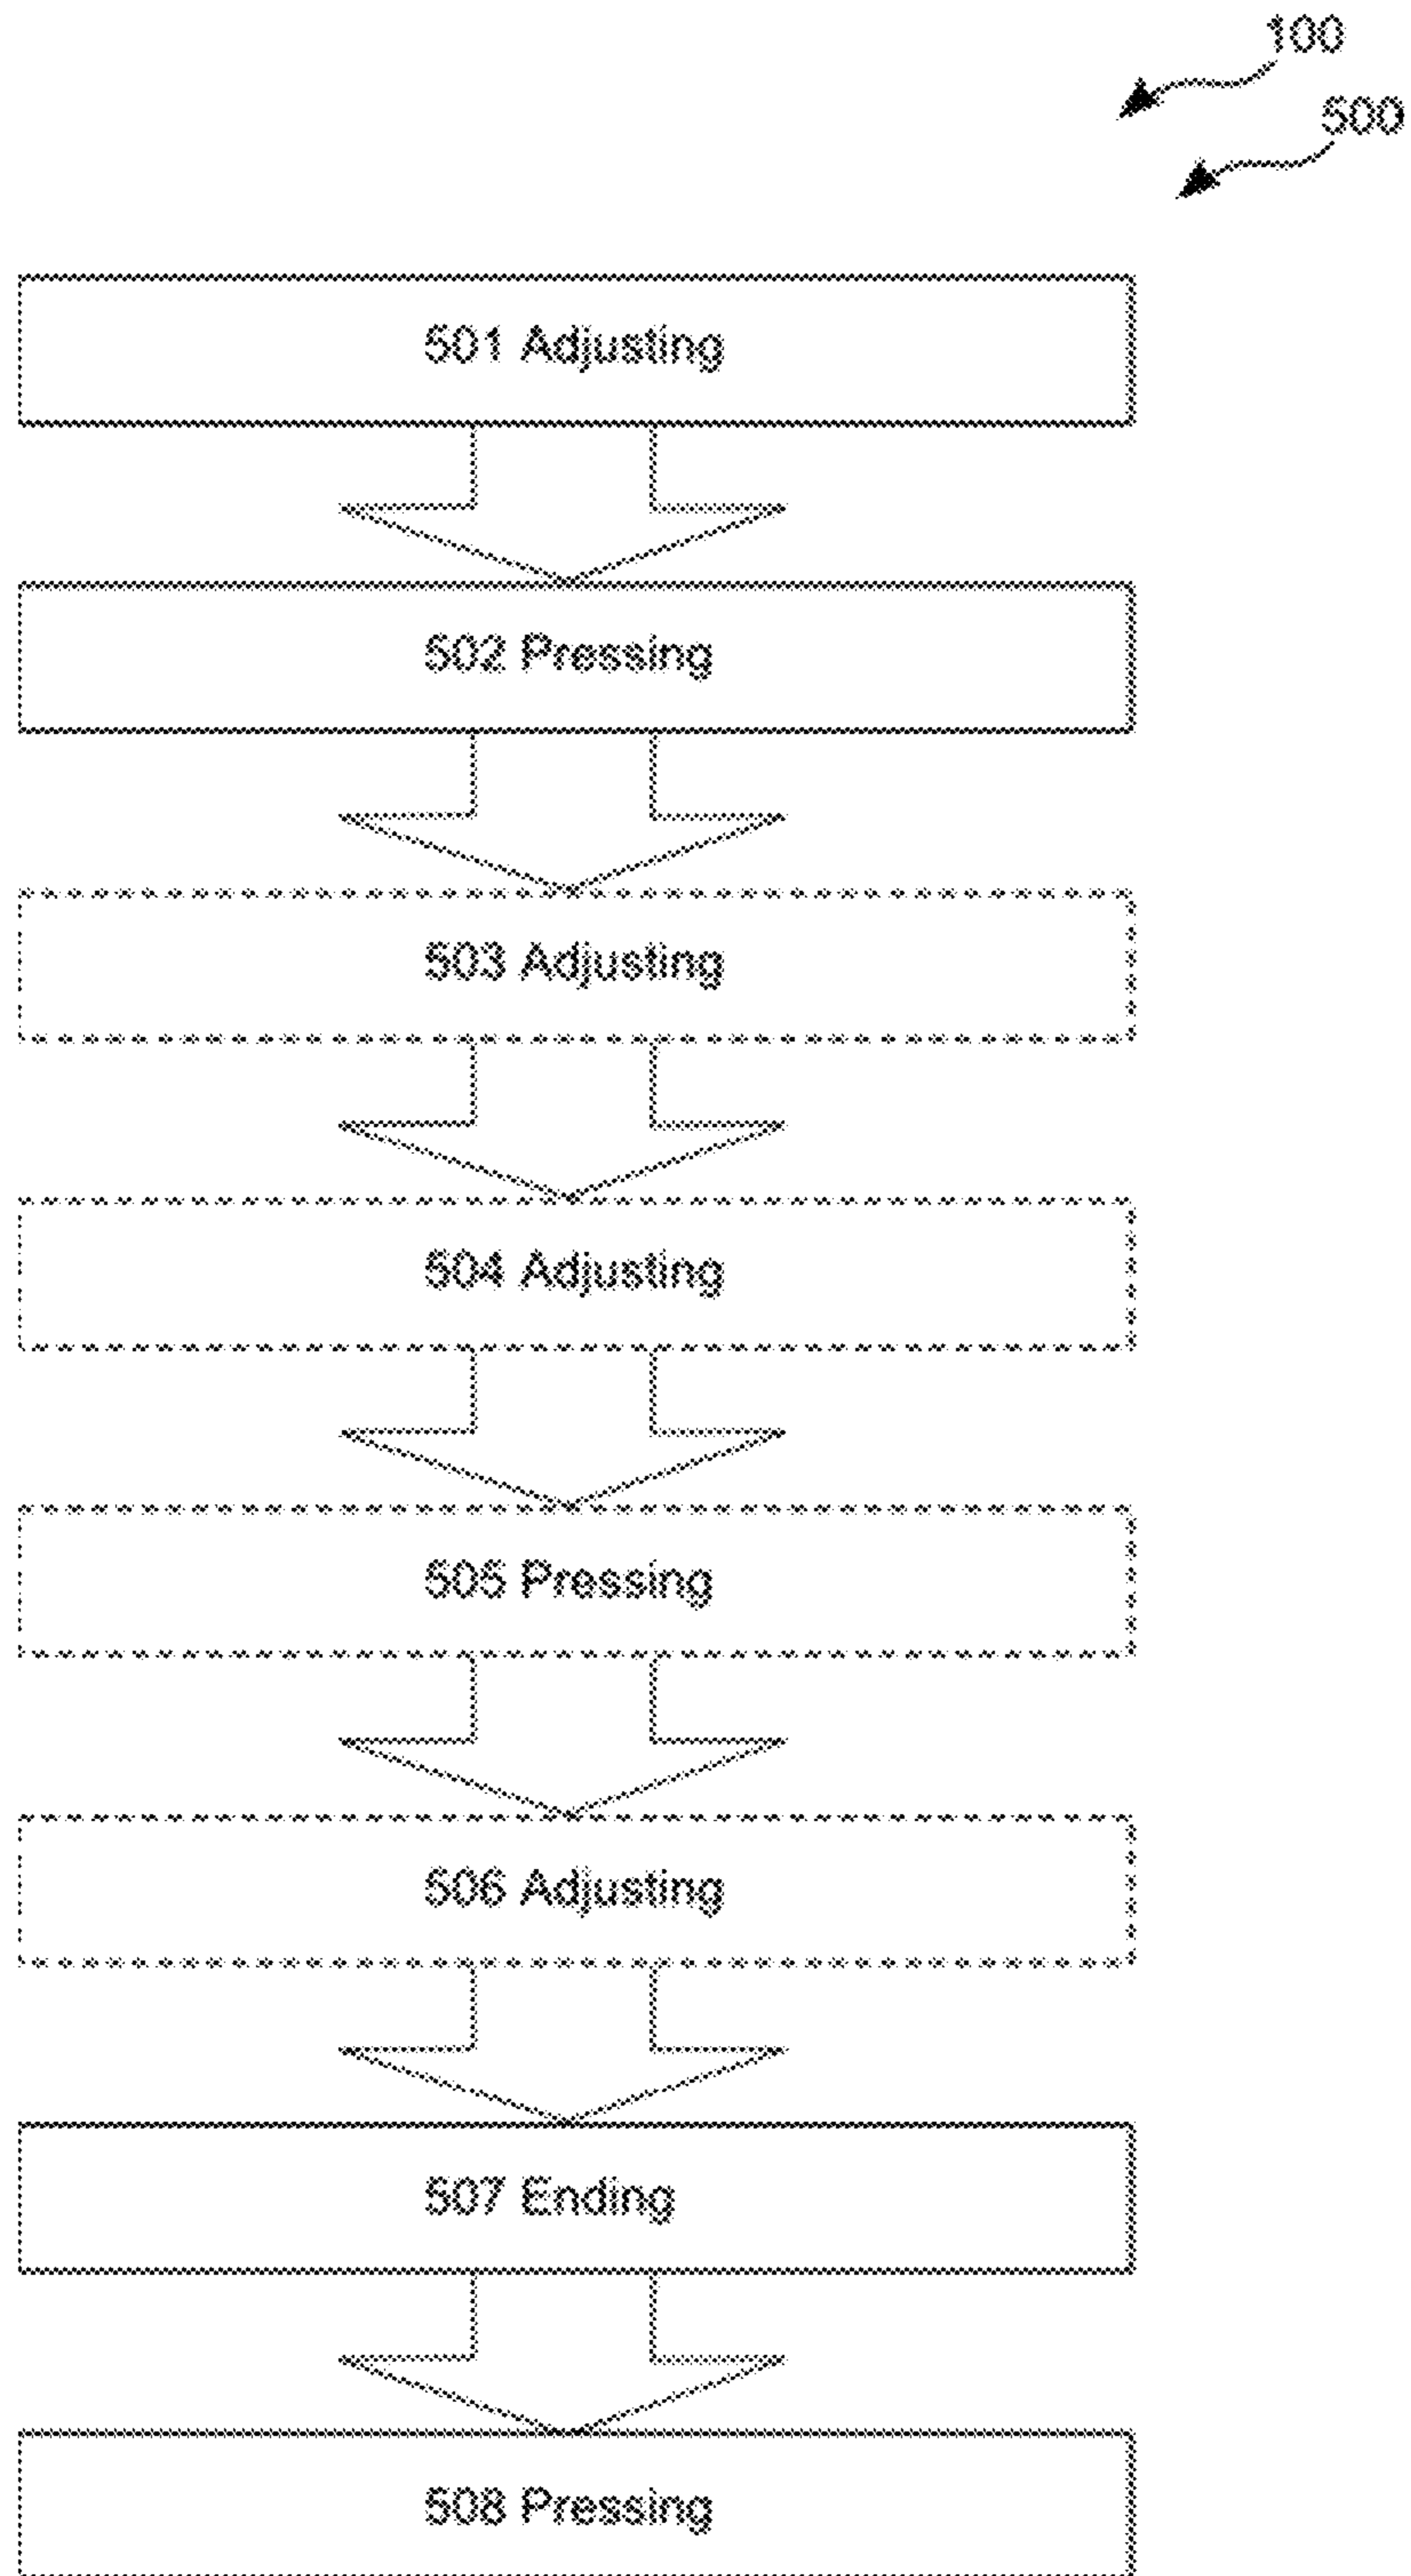 100
500
501 Adjusting
502 Pressing
503 Adjusting
504 Adjusting
505 Pressing
506 Adjusting
507 Ending
508 Pressing